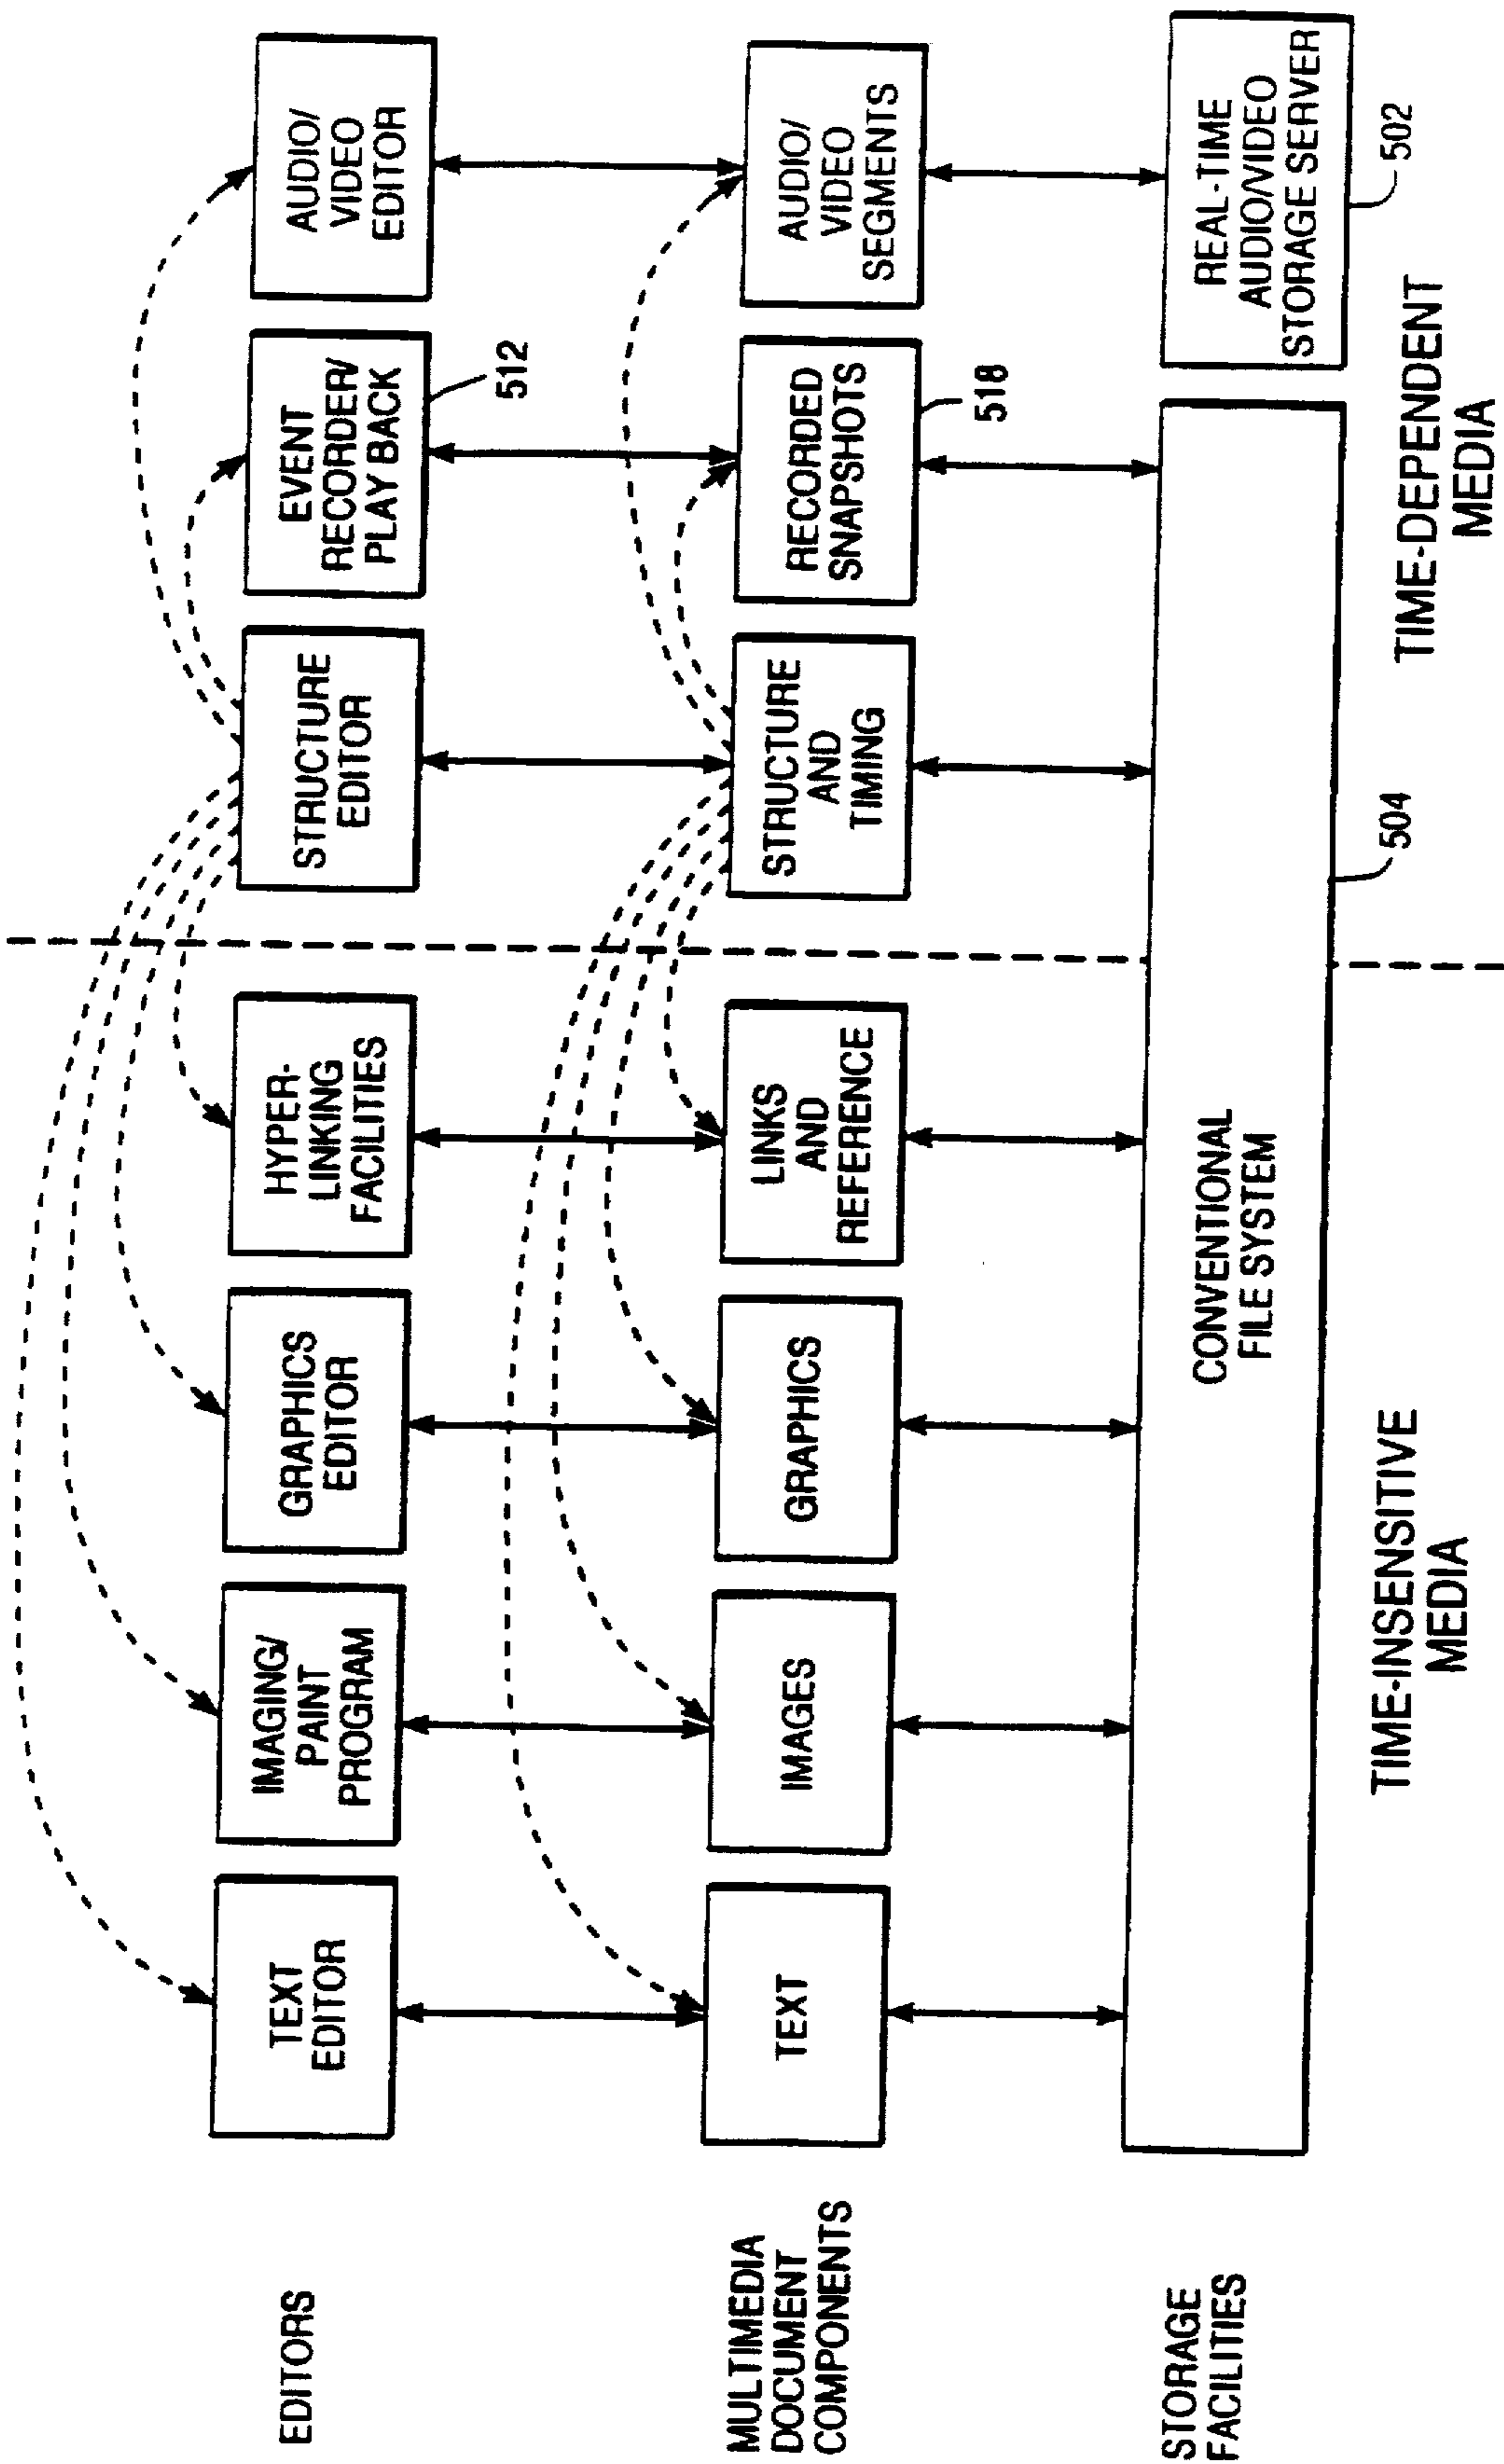 EDITORS
TEXT
EDITOR
IMAGING/
PAINT
PROGRAM
GRAPHICS
EDITOR
HYPER-
LINKING
FACILITIES
STRUCTURE
EDITOR
EVENT
RECORDER/
PLAY BACK
512
AUDIO/
VIDEO
EDITOR
MULTIMEDIA
DOCUMENT
COMPONENTS
TEXT
IMAGES
GRAPHICS
LINKS
AND
REFERENCE
STRUCTURE
AND
TIMING
RECORDED
SNAPSHOTS
518
AUDIO/
VIDEO
SEGMENTS
STORAGE
FACILITIES
CONVENTIONAL
FILE SYSTEM
504
REAL-TIME
AUDIO/VIDEO
STORAGE SERVER
502
TIME-INSENSITIVE
MEDIA
TIME-DEPENDENT
MEDIA